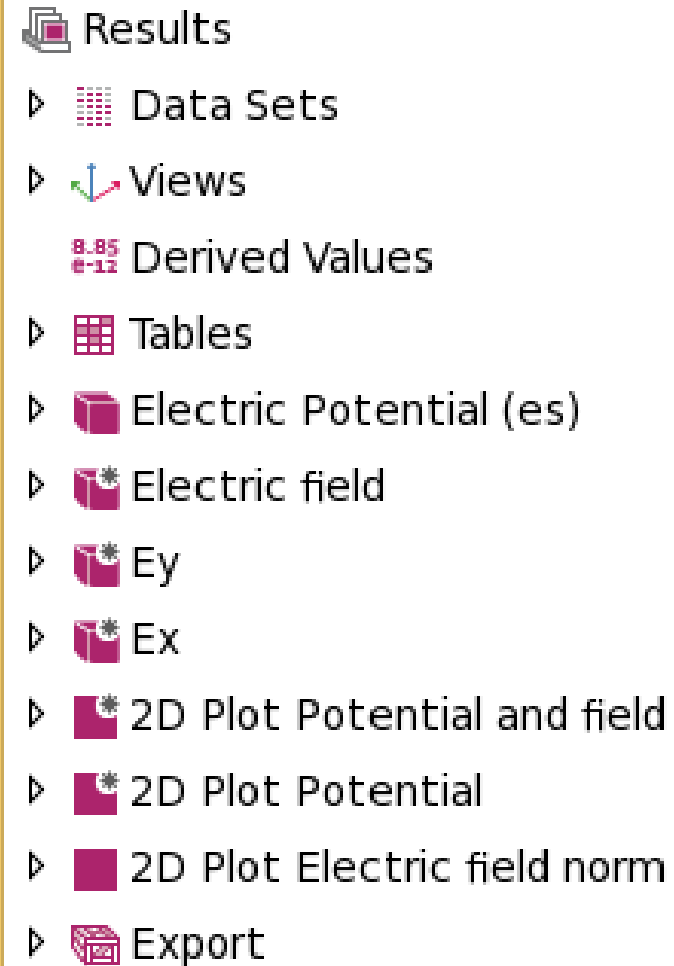 Results
Data Sets
Views
8.85
e-12
Derived Values
Tables
Electric Potential (es)
Electric field
Ey
Ex
2D Plot Potential and field
2D Plot Potential
2D Plot Electric field norm
Export